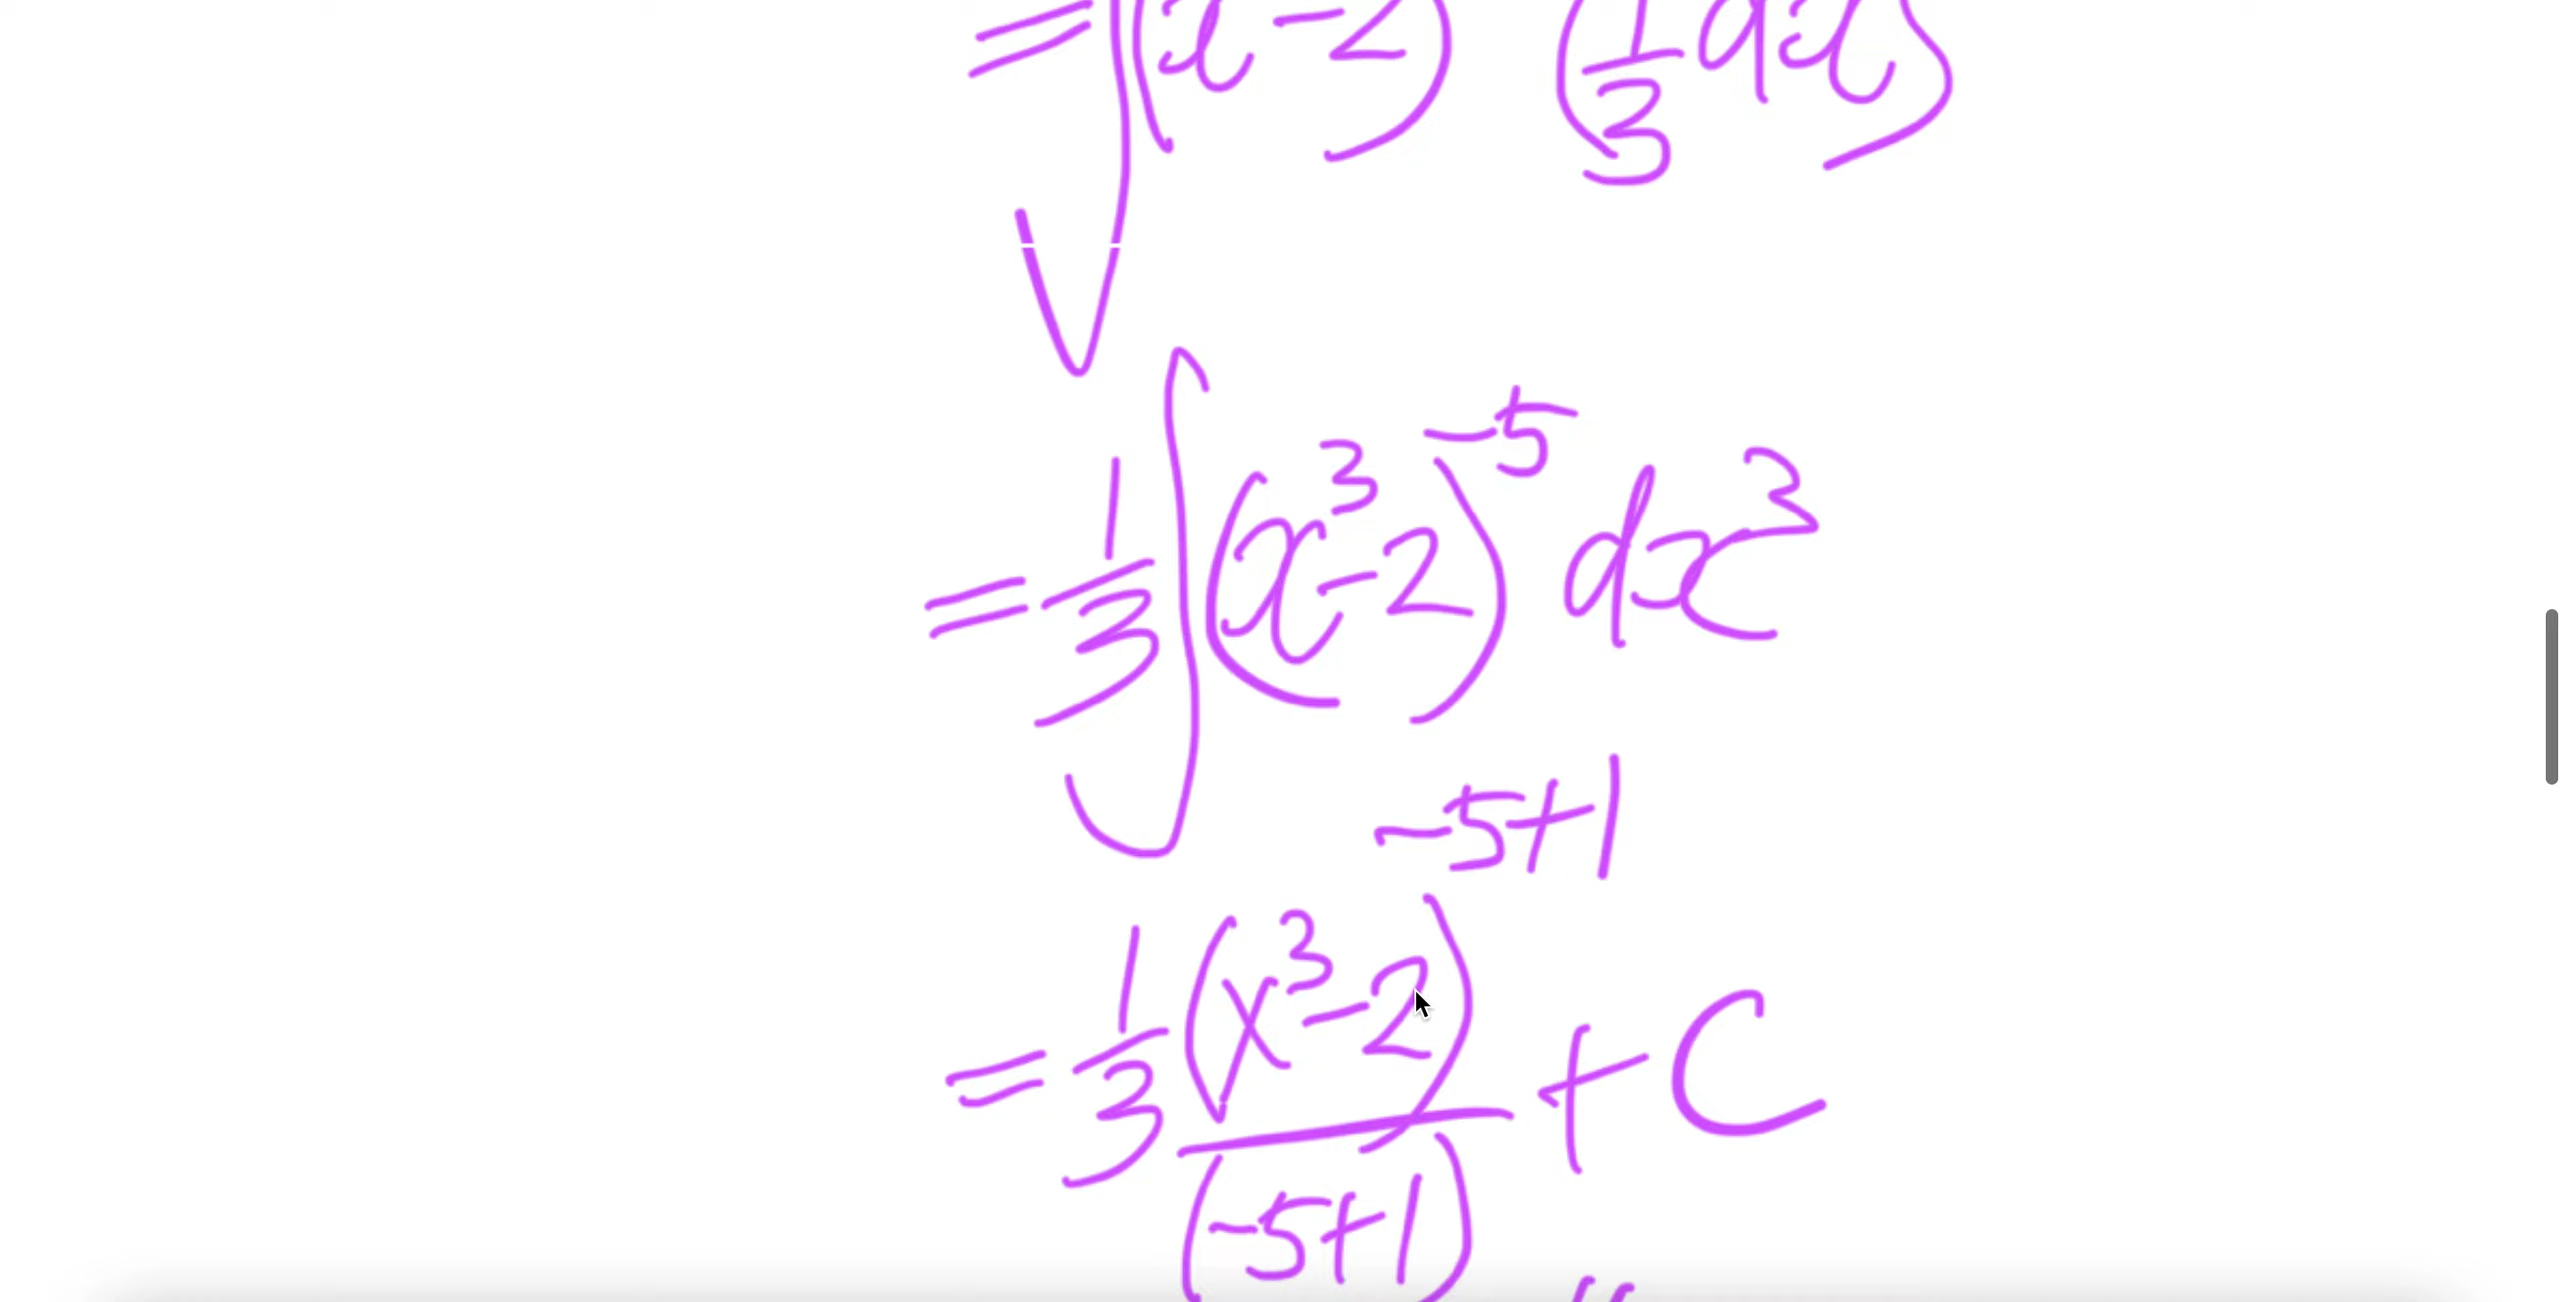 = ∫(x - 2) (1/3 dx)
= 1/3 ∫(x³ - 2)⁻⁵ dx³
= 1/3 (x³ - 2)⁻⁵⁺¹/(-5+1) + C